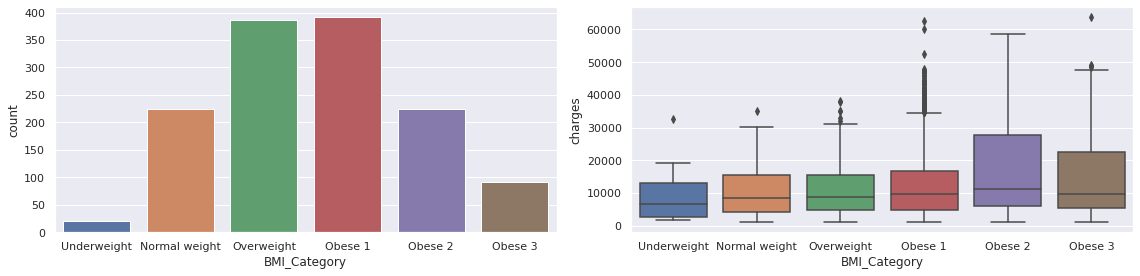 400
350
300
250
200
150
100
50
0
count
Underweight Normal weight Overweight Obese 1 Obese 2 Obese 3
BMI_Category
60000
50000
40000
30000
20000
10000
0
charges
Underweight Normal weight Overweight Obese 1 Obese 2 Obese 3
BMI_Category